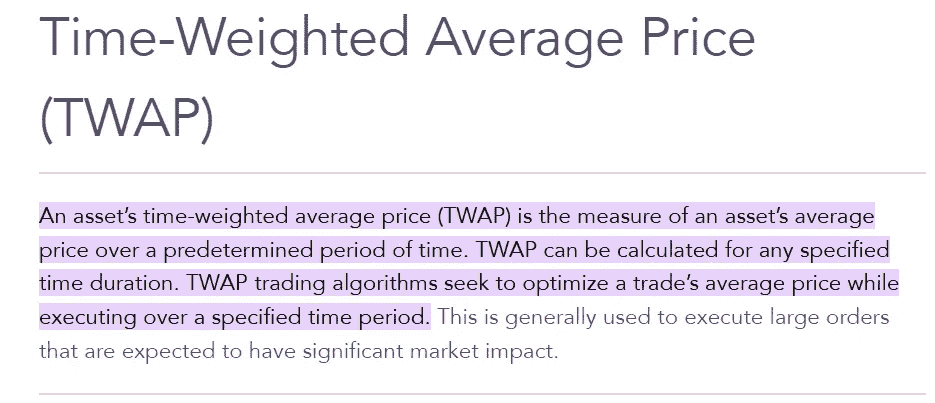 Time-Weighted Average Price
(TWAP)
An asset’s time-weighted average price (TWAP) is the measure of an asset’s average
price over a predetermined period of time. TWAP can be calculated for any specified
time duration. TWAP trading algorithms seek to optimize a trade’s average price while
executing over a specified time period. This is generally used to execute large orders
that are expected to have significant market impact.